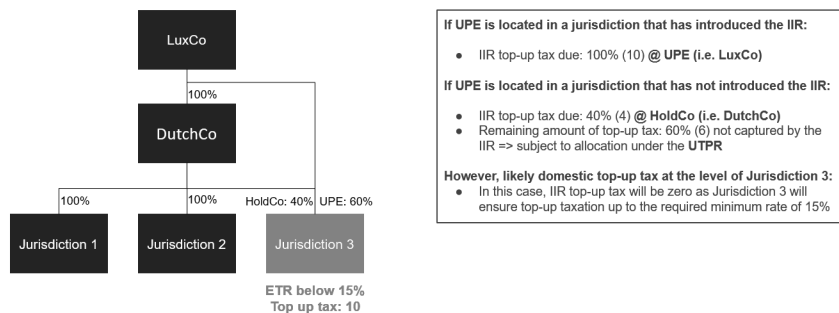 LuxCo
100%
DutchCo
100%
100%
HoldCo: 40%
UPE: 60%
Jurisdiction 1
Jurisdiction 2
Jurisdiction 3
ETR below 15%
Top up tax: 10
If UPE is located in a jurisdiction that has introduced the IIR:
● IIR top-up tax due: 100% (10) @ UPE (i.e. LuxCo)
If UPE is located in a jurisdiction that has not introduced the IIR:
● IIR top-up tax due: 40% (4) @ HoldCo (i.e. DutchCo)
● Remaining amount of top-up tax: 60% (6) not captured by the
IIR => subject to allocation under the UTPR
However, likely domestic top-up tax at the level of Jurisdiction 3:
● In this case, IIR top-up tax will be zero as Jurisdiction 3 will
ensure top-up taxation up to the required minimum rate of 15%